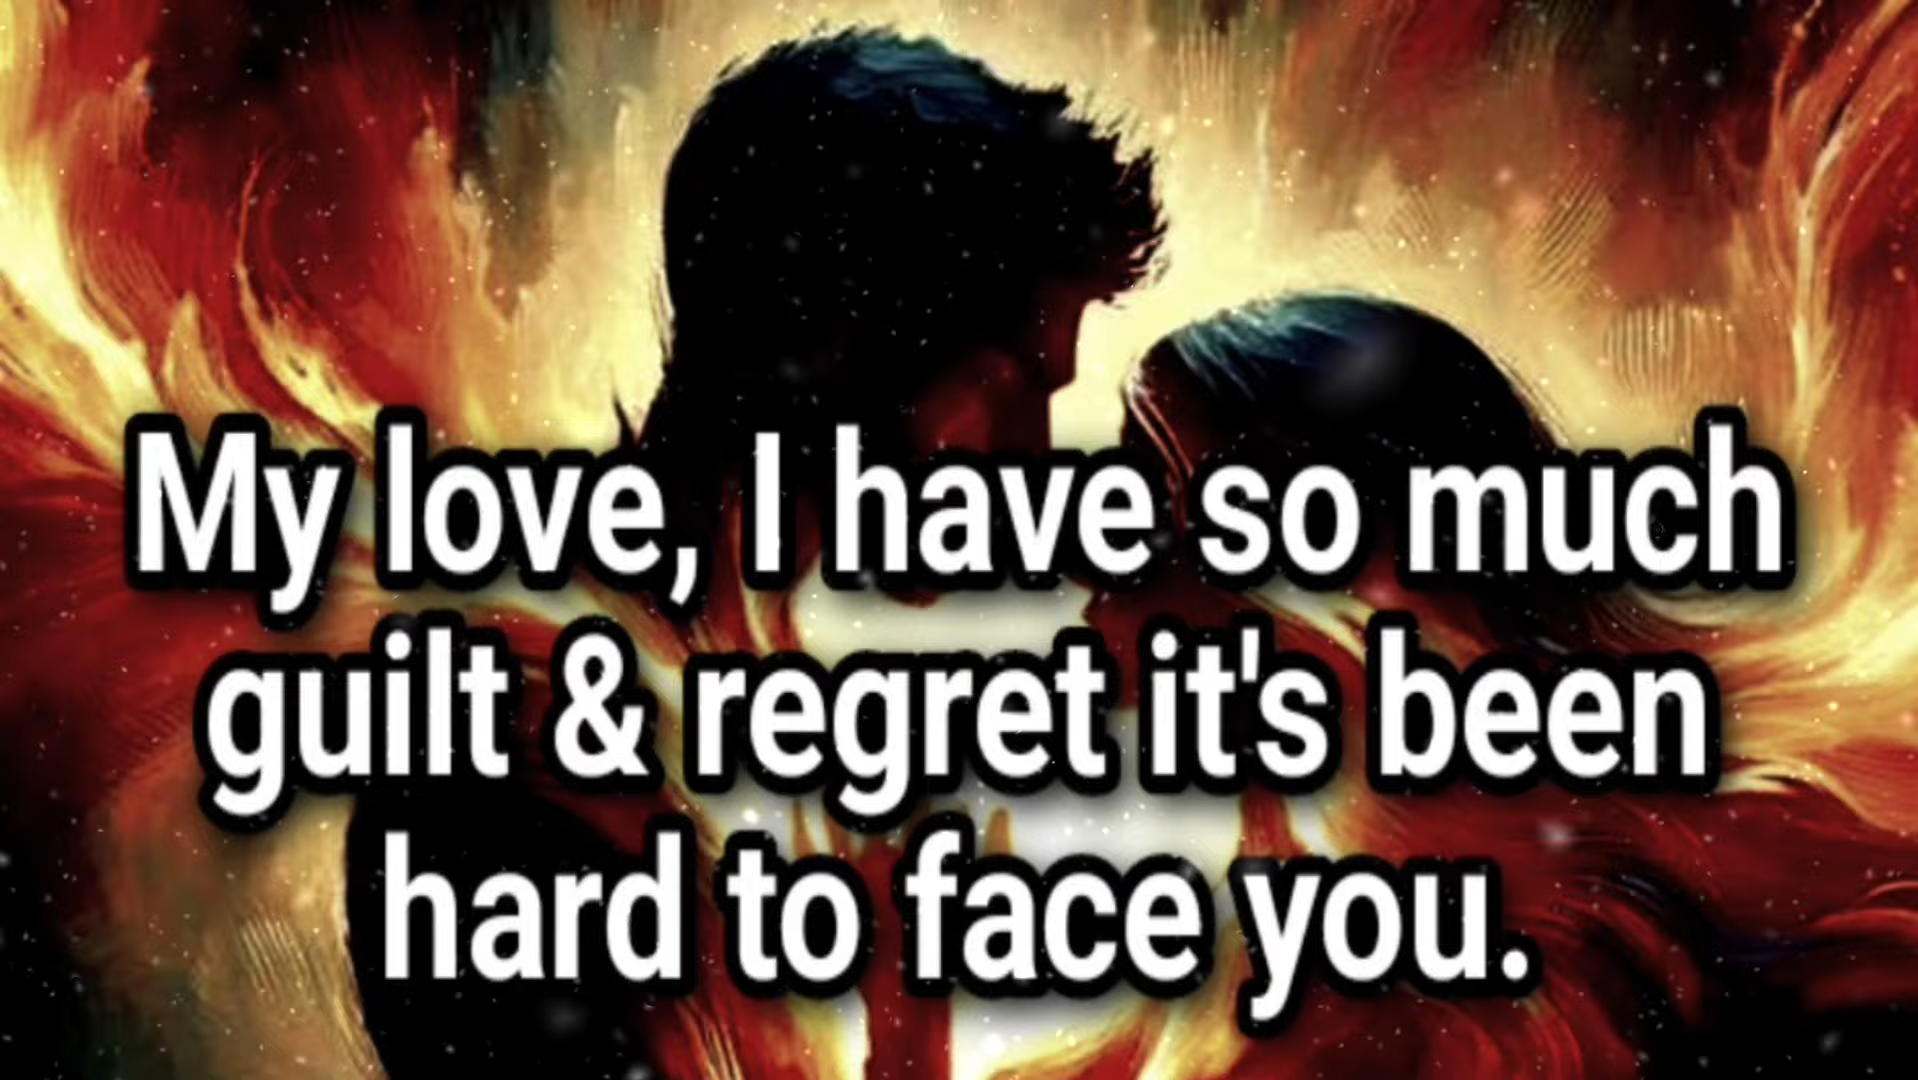 My love, I have so much
guilt & regret it's been
hard to face you.